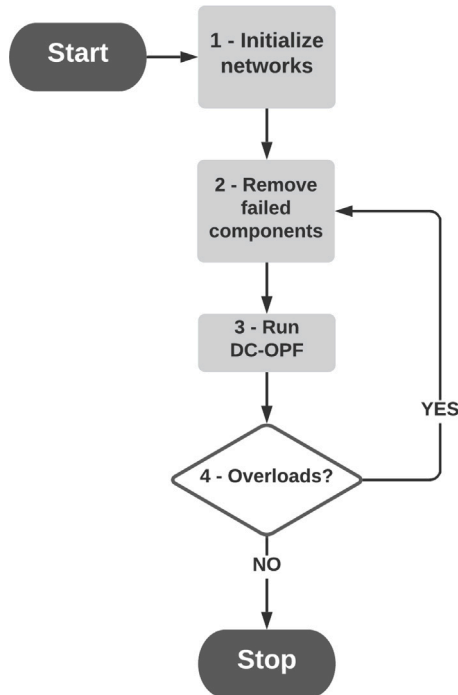 Start
1 - Initialize
networks
2 - Remove
failed
components
3 - Run
DC-OPF
YES
4 - Overloads?
NO
Stop